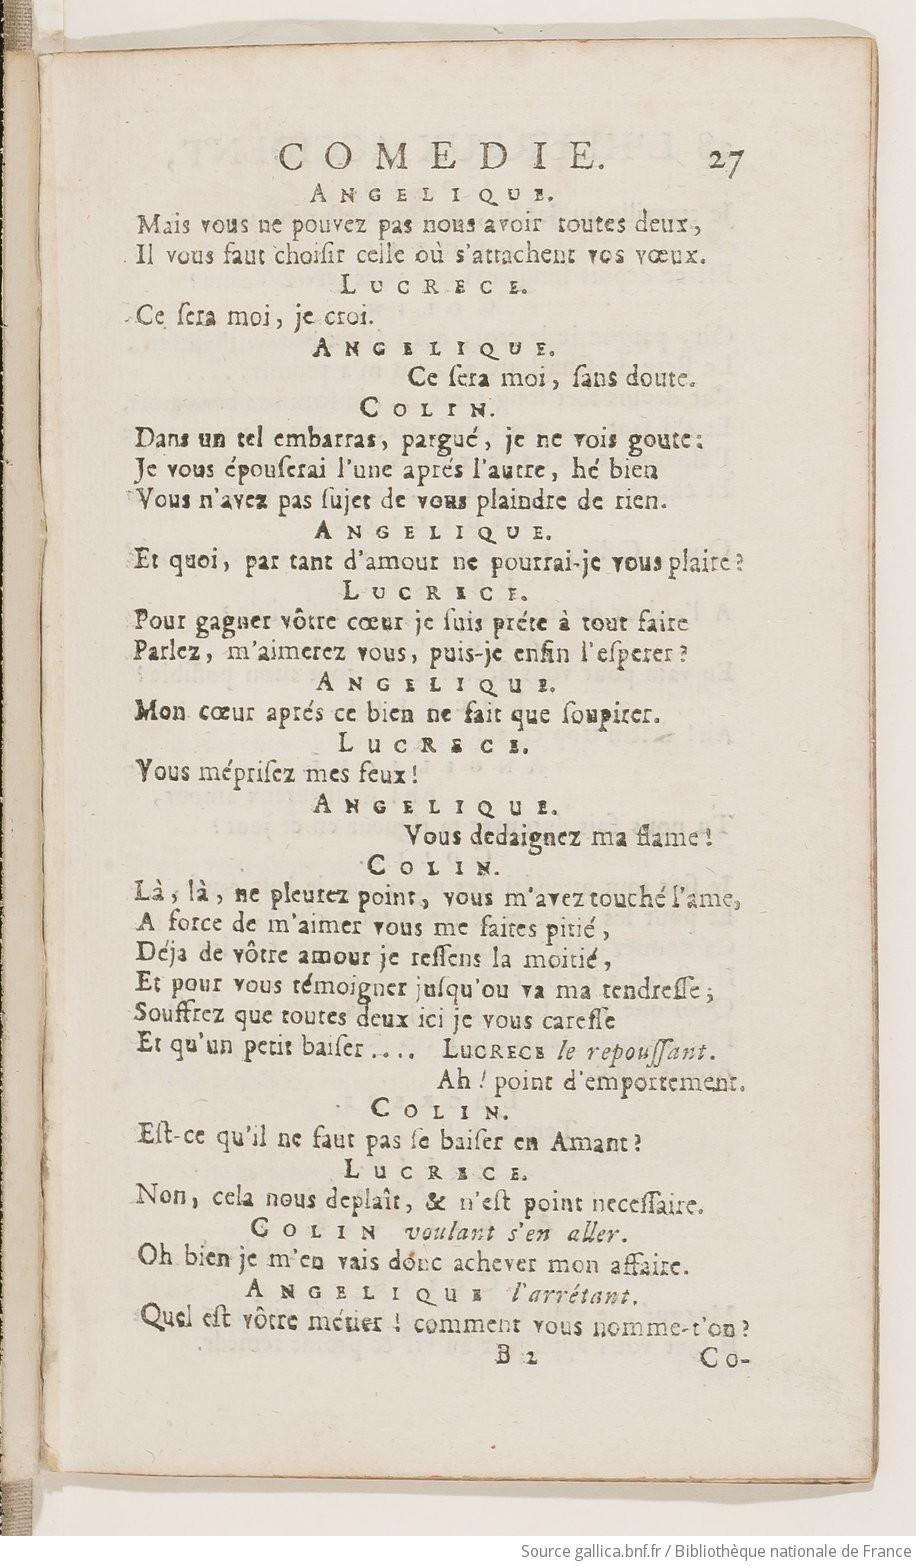 COMEDIE. 27
ANGELIQUE.
Mais vous ne pouvez pas nous avoir toutes deux,
Il vous faut choiſir celle où s'attachent vos vœux.
LUCRECE.
Ce ſera moi, je croi.
ANGELIQUE.
Ce ſera moi, ſans doute.
COLIN.
Dans un tel embarras, pargué, je ne vois goute:
Je vous épouſerai l'une aprés l'autre, hé bien
Vous n'avez pas ſujet de vous plaindre de rien.
ANGELIQUE.
Et quoi, par tant d'amour ne pourrai-je vous plaire?
LUCRECE.
Pour gagner vôtre cœur je ſuis préte à tout faire
Parlez, m'aimerez vous, puis-je enfin l'eſperer?
ANGELIQUE.
Mon cœur aprés ce bien ne fait que ſoupirer.
LUCRECE.
Vous mépriſez mes feux!
ANGELIQUE.
Vous dedaignez ma flame!
COLIN.
Là, là, ne pleurez point, vous m'avez touché l'ame,
A force de m'aimer vous me faites pitié,
Déja de vôtre amour je reſſens la moitié,
Et pour vous témoigner juſqu'ou va ma tendreſſe;
Souffrez que toutes deux ici je vous careſſe
Et qu'un petit baiſer.... LUCRECE le repouſſant.
Ah! point d'emportement.
COLIN.
Eſt-ce qu'il ne faut pas ſe baiſer en Amant?
LUCRECE.
Non, cela nous deplaît, & n'eſt point neceſſaire.
COLIN voulant s'en aller.
Oh bien je m'en vais donc achever mon affaire.
ANGELIQUE l'arrétant.
Quel eſt vôtre métier! comment vous nomme-t'on?
B 2 Co-
Source gallica.bnf.fr / Bibliothèque nationale de France